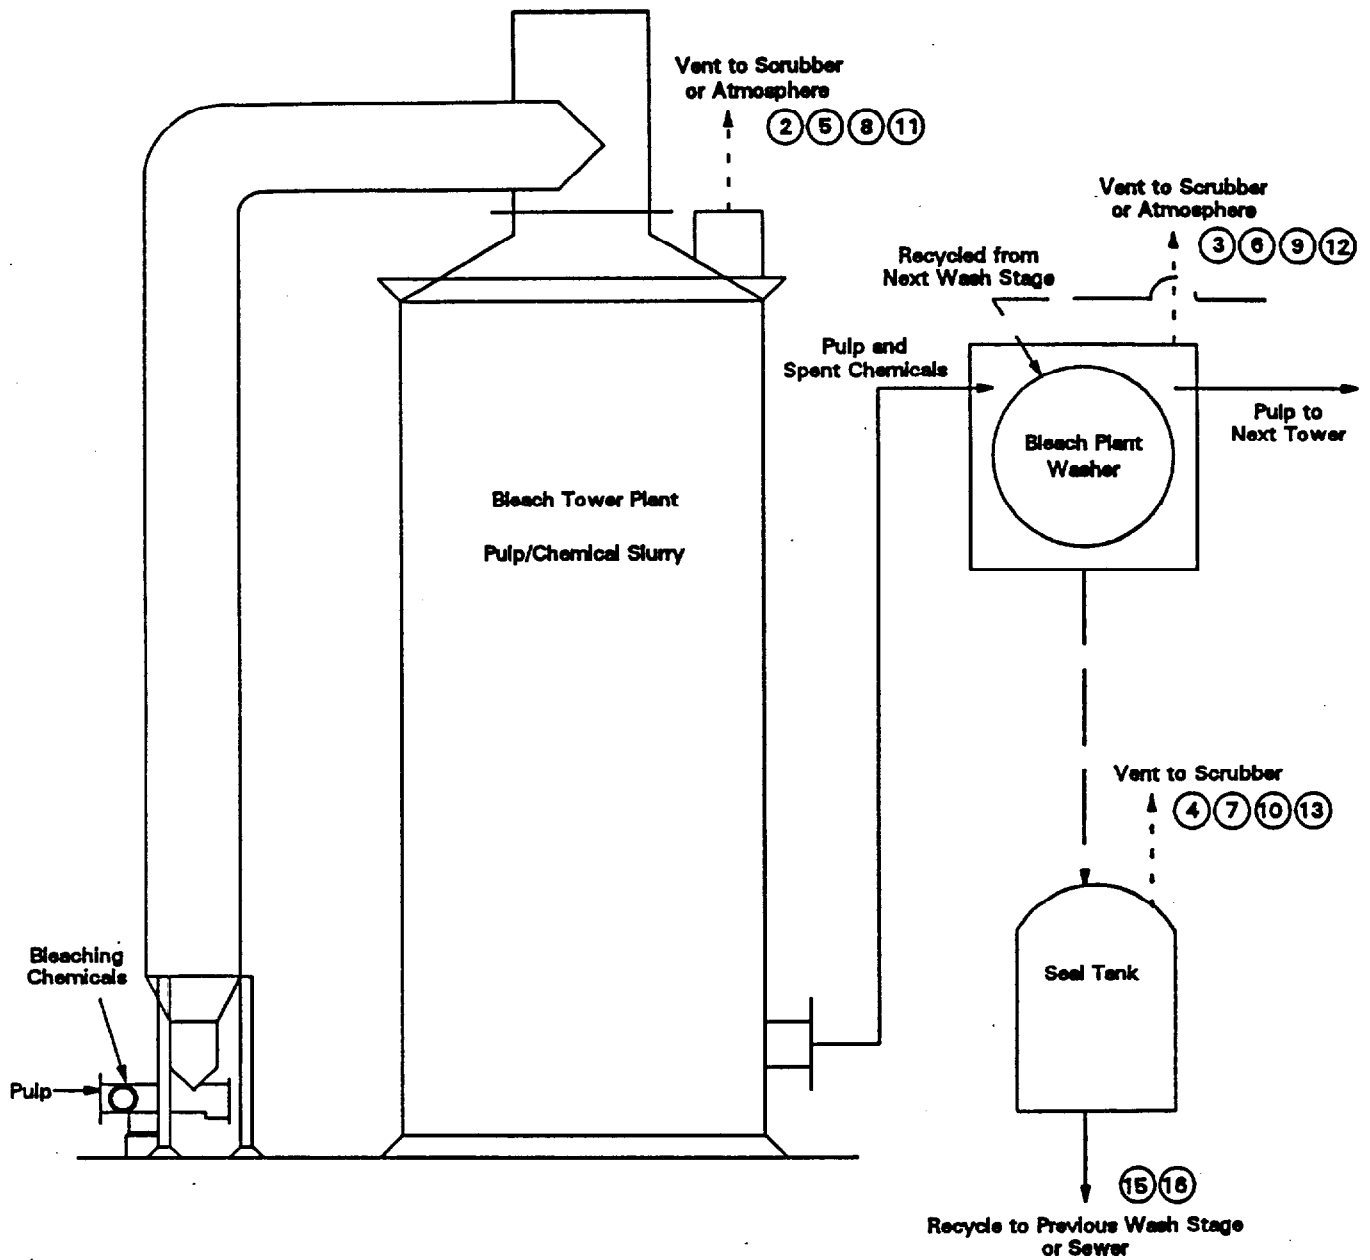 Vent to Scrubber
or Atmosphere
2 5 8 11
Vent to Scrubber
or Atmosphere
3 6 9 12
Recycled from
Next Wash Stage
Pulp and
Spent Chemicals
Pulp to
Next Tower
Bleach Plant
Washer
Bleach Tower Plant
Pulp/Chemical Slurry
Vent to Scrubber
4 7 10 13
Bleaching
Chemicals
Seal Tank
Pulp
15 16
Recycle to Previous Wash Stage
or Sewer